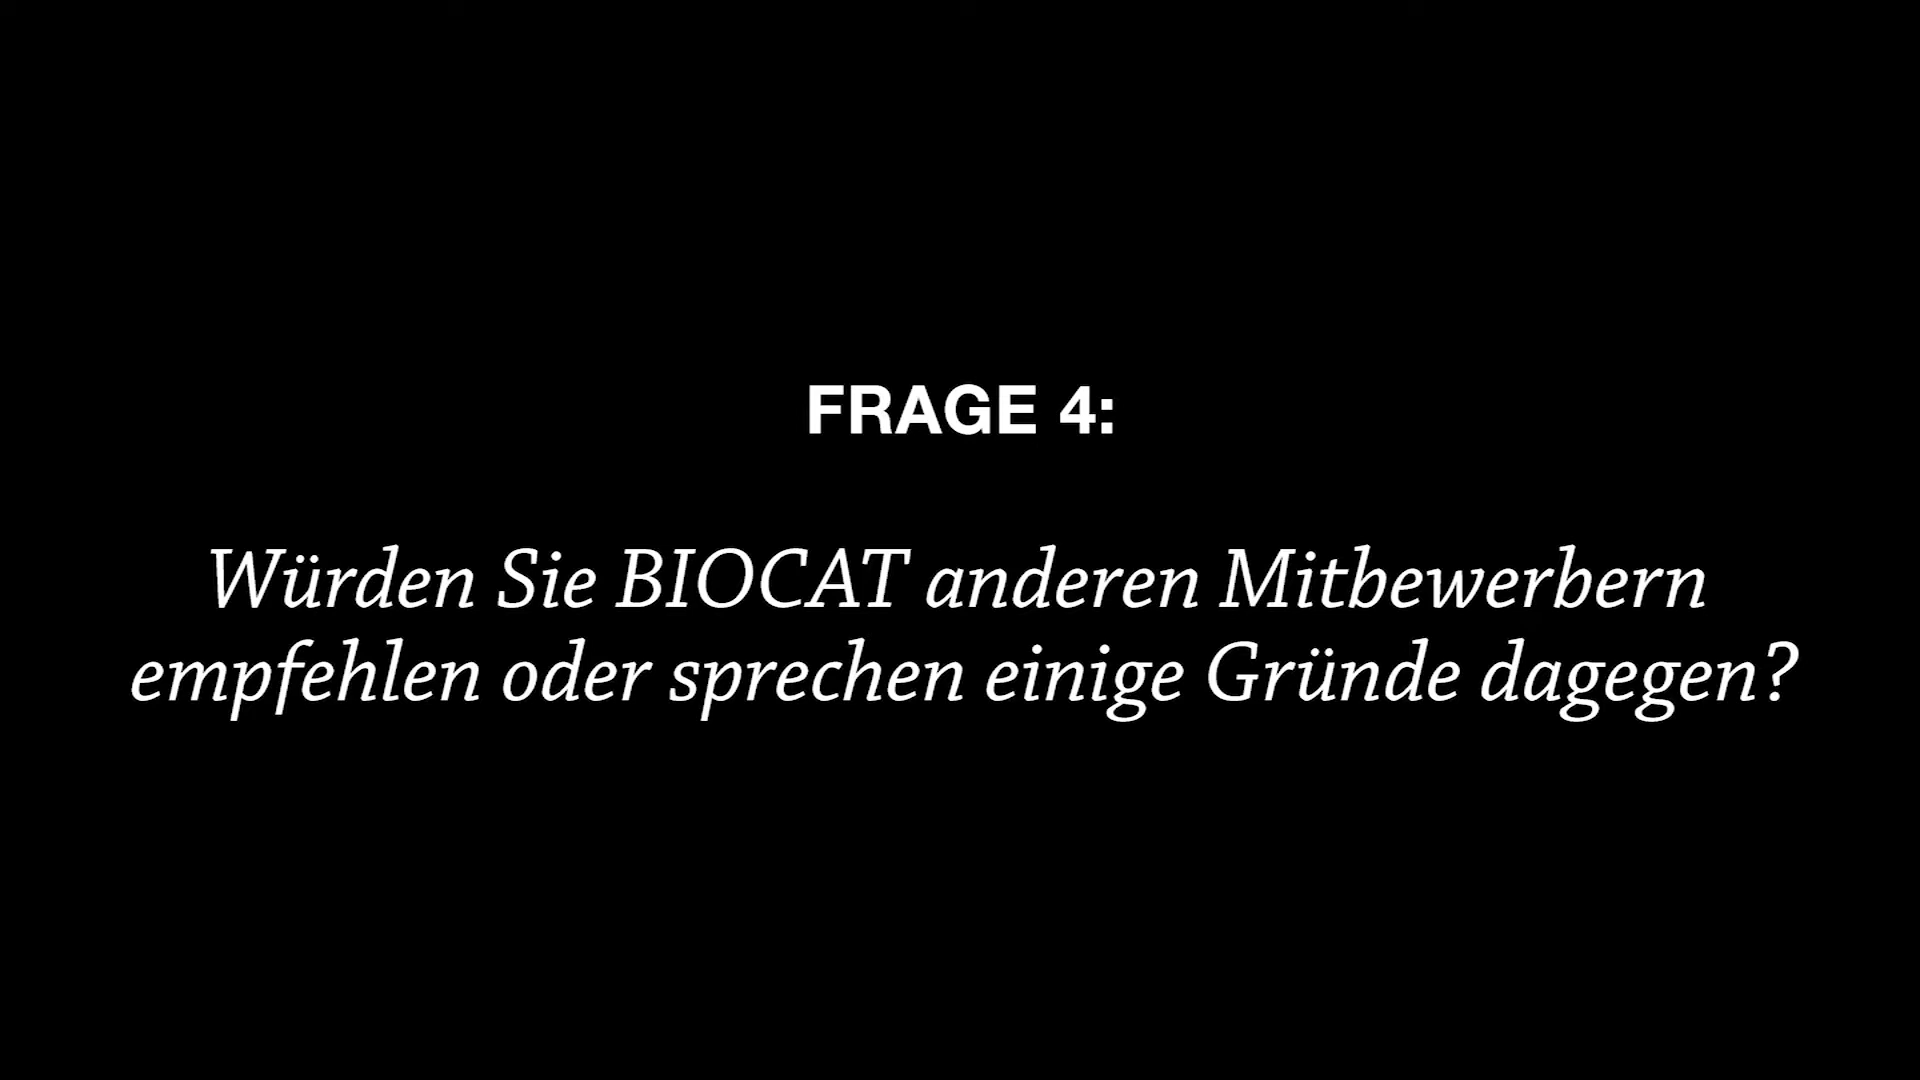 FRAGE 4:
Würden Sie BIOCAT anderen Mitbewerbern
empfehlen oder sprechen einige Gründe dagegen?